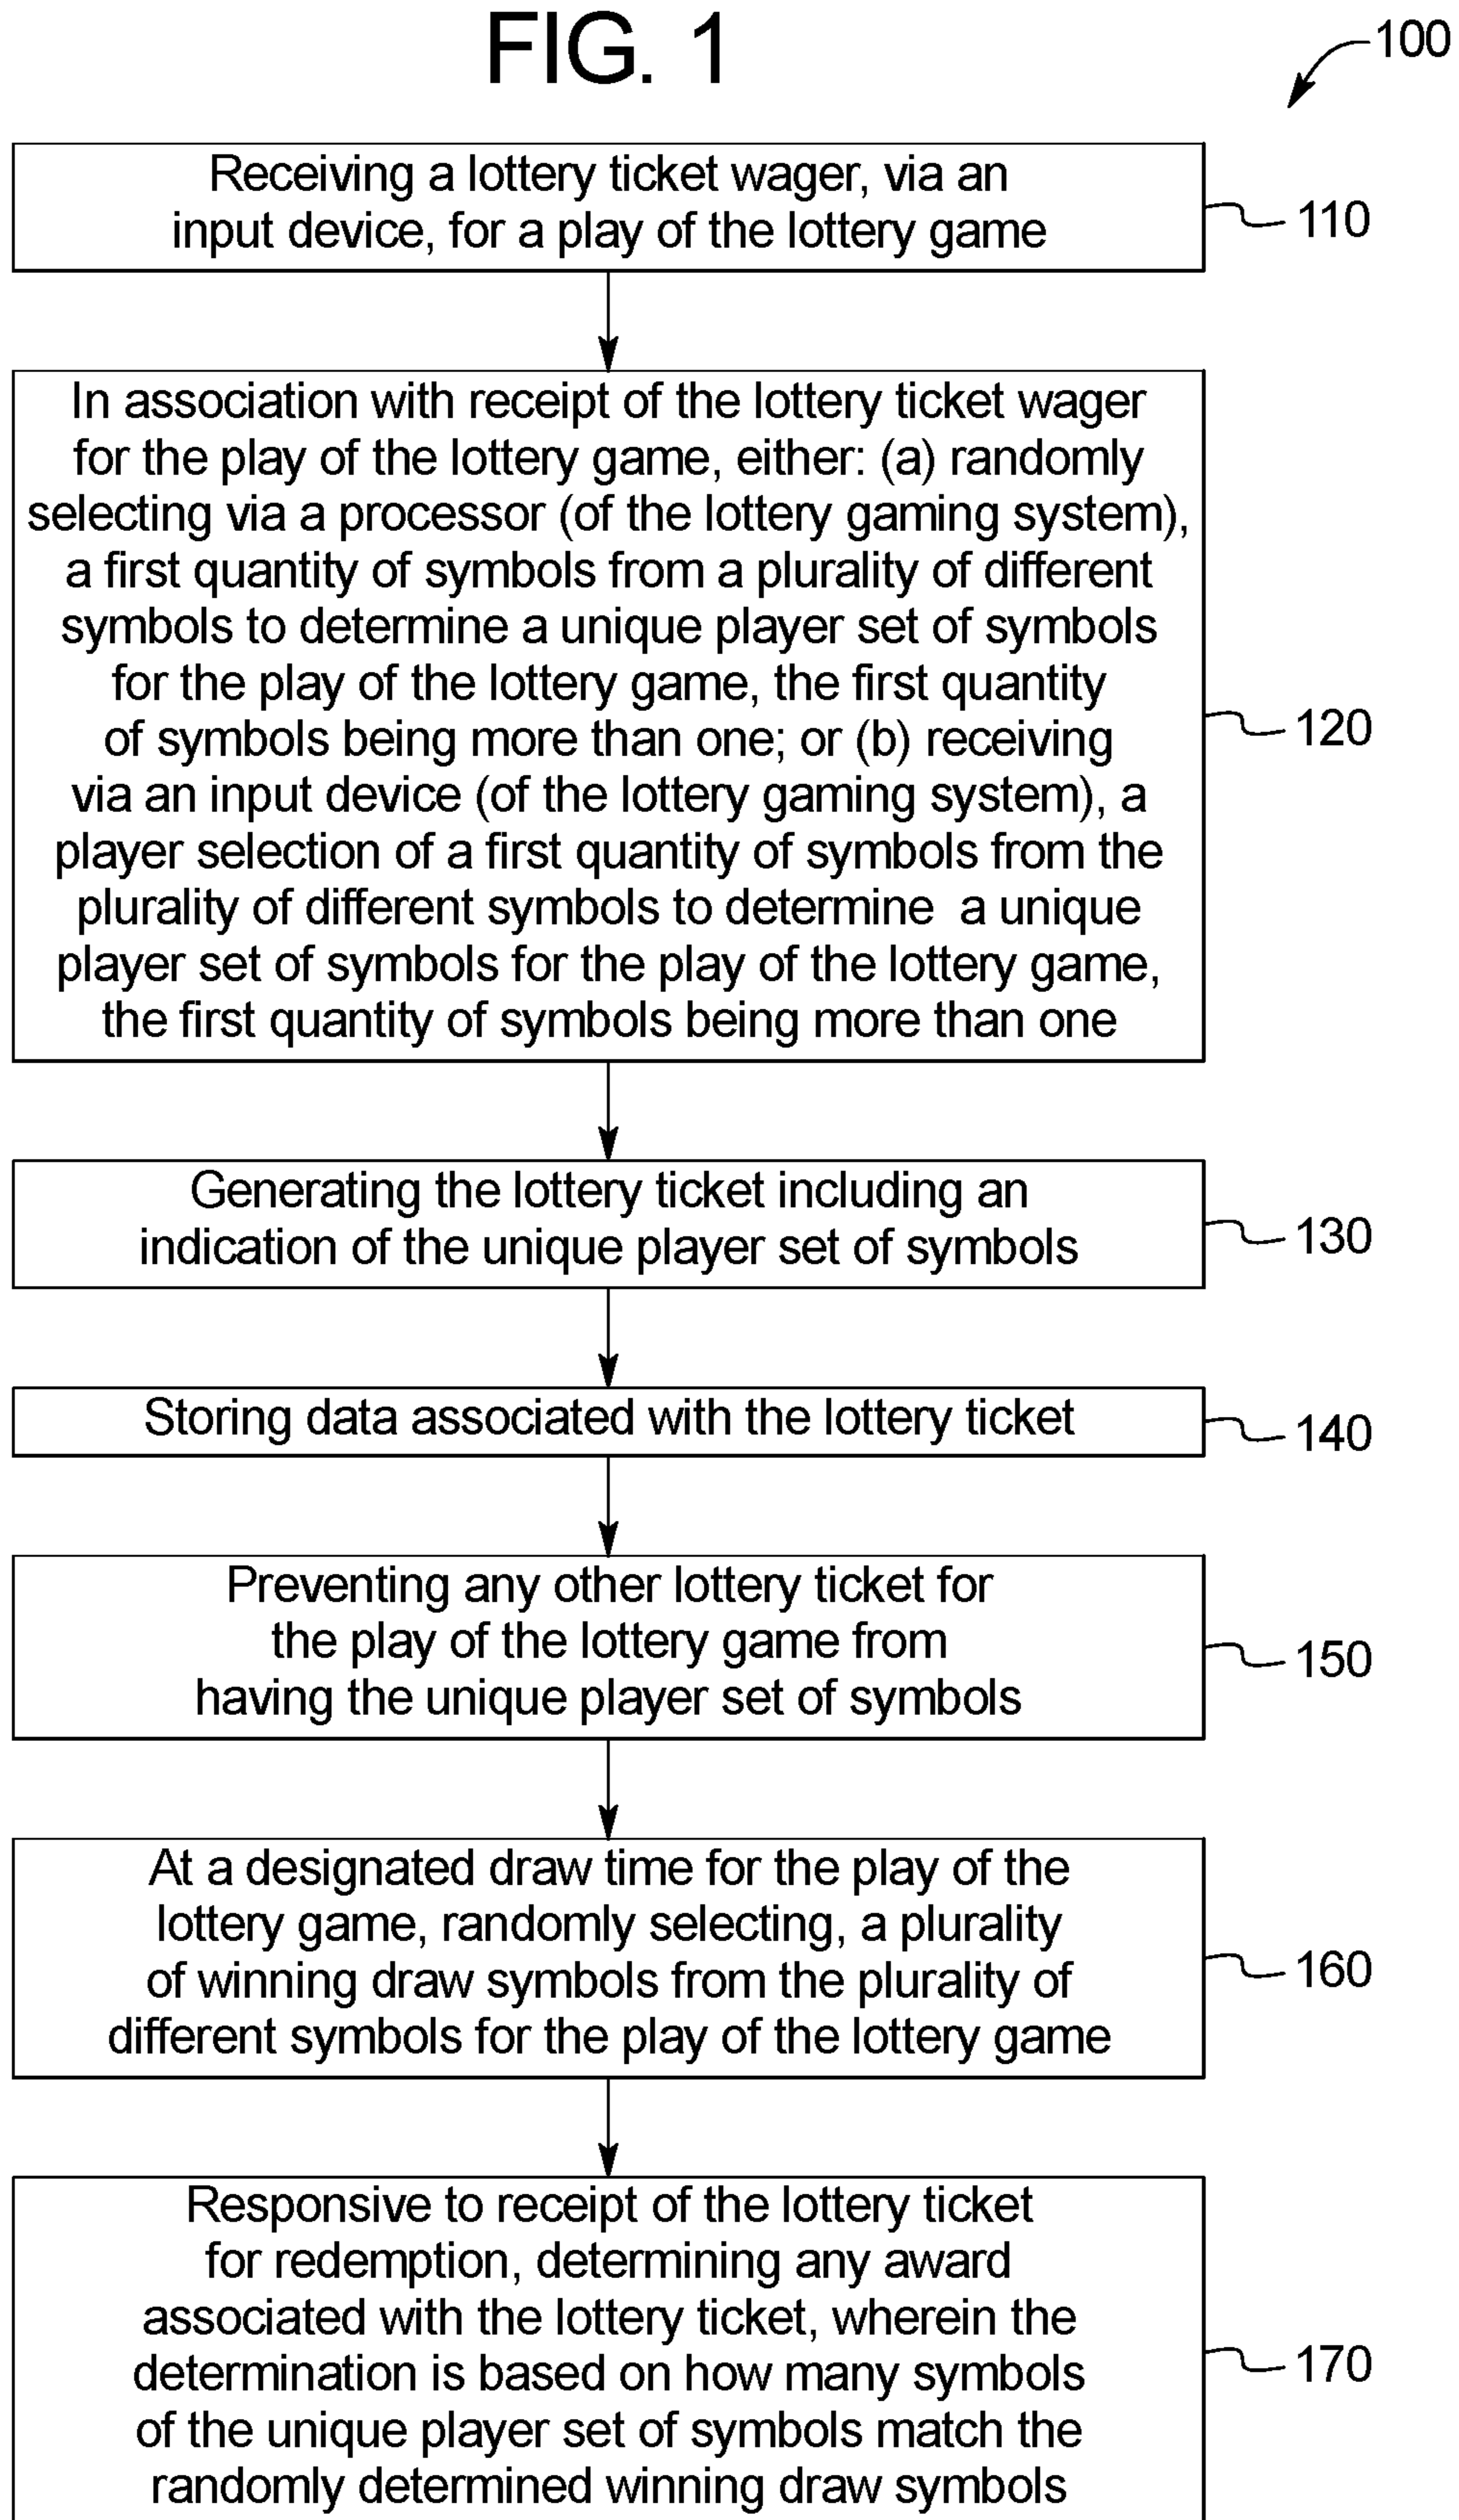 FIG. 1
100
Receiving a lottery ticket wager, via an
input device, for a play of the lottery game
110
In association with receipt of the lottery ticket wager
for the play of the lottery game, either: (a) randomly
selecting via a processor (of the lottery gaming system),
a first quantity of symbols from a plurality of different
symbols to determine a unique player set of symbols
for the play of the lottery game, the first quantity
of symbols being more than one; or (b) receiving
via an input device (of the lottery gaming system), a
player selection of a first quantity of symbols from the
plurality of different symbols to determine a unique
player set of symbols for the play of the lottery game,
the first quantity of symbols being more than one
120
Generating the lottery ticket including an
indication of the unique player set of symbols
130
Storing data associated with the lottery ticket
140
Preventing any other lottery ticket for
the play of the lottery game from
having the unique player set of symbols
150
At a designated draw time for the play of the
lottery game, randomly selecting, a plurality
of winning draw symbols from the plurality of
different symbols for the play of the lottery game
160
Responsive to receipt of the lottery ticket
for redemption, determining any award
associated with the lottery ticket, wherein the
determination is based on how many symbols
of the unique player set of symbols match the
randomly determined winning draw symbols
170